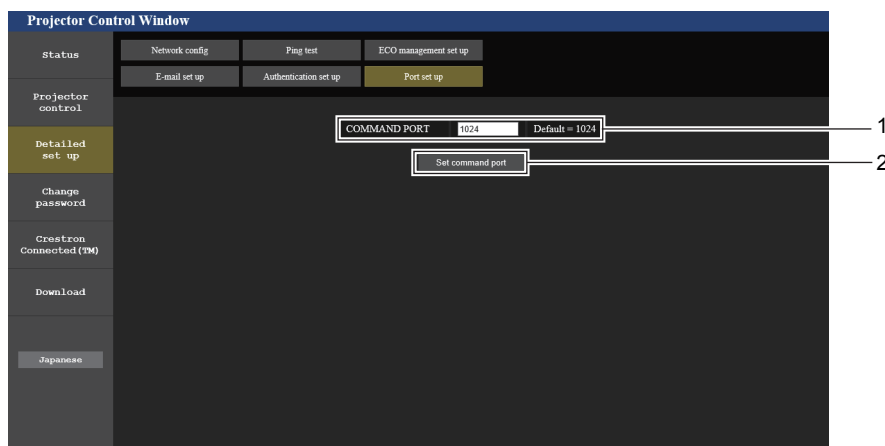 Projector Control Window
Status
Projector
control
Detailed
set up
Change
password
Crestron
Connected(TM)
Download
Japanese
Network config
Ping test
ECO management set up
E-mail set up
Authentication set up
Port set up
COMMAND PORT 1024 Default = 1024
1
Set command port
2